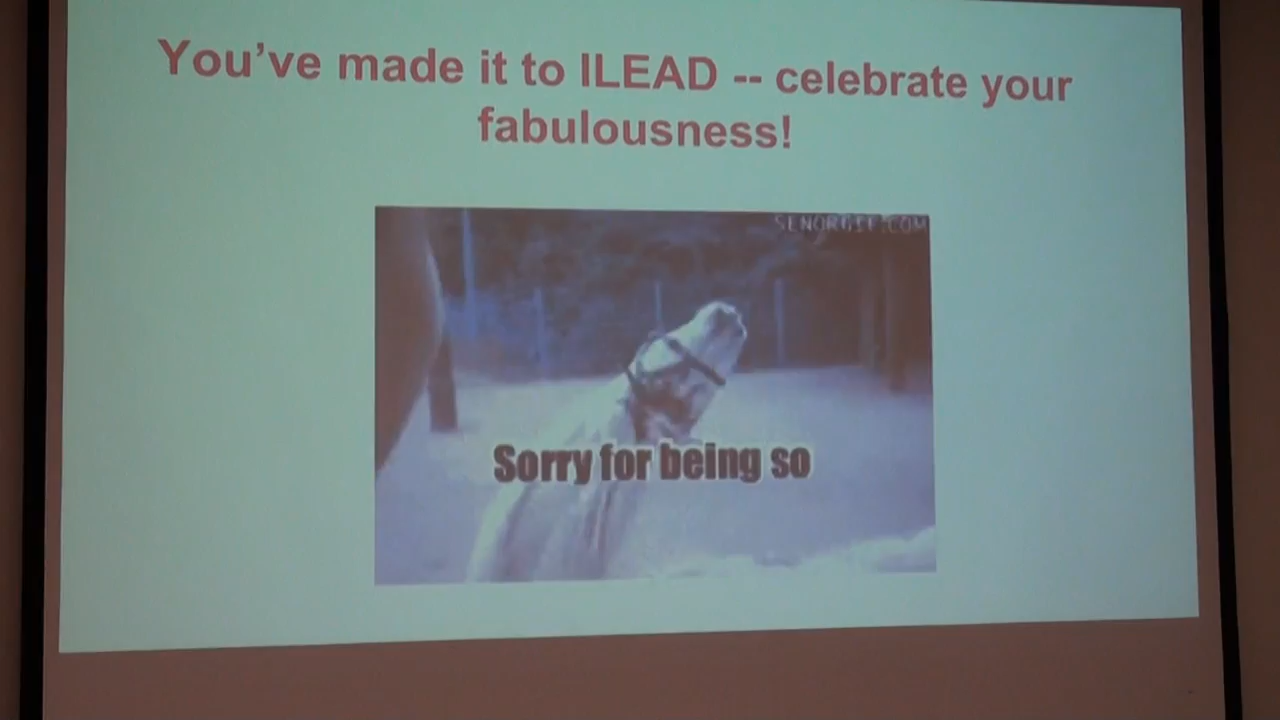 You've made it to ILEAD -- celebrate your
fabulousness!
SENORGIF.COM
Sorry for being so